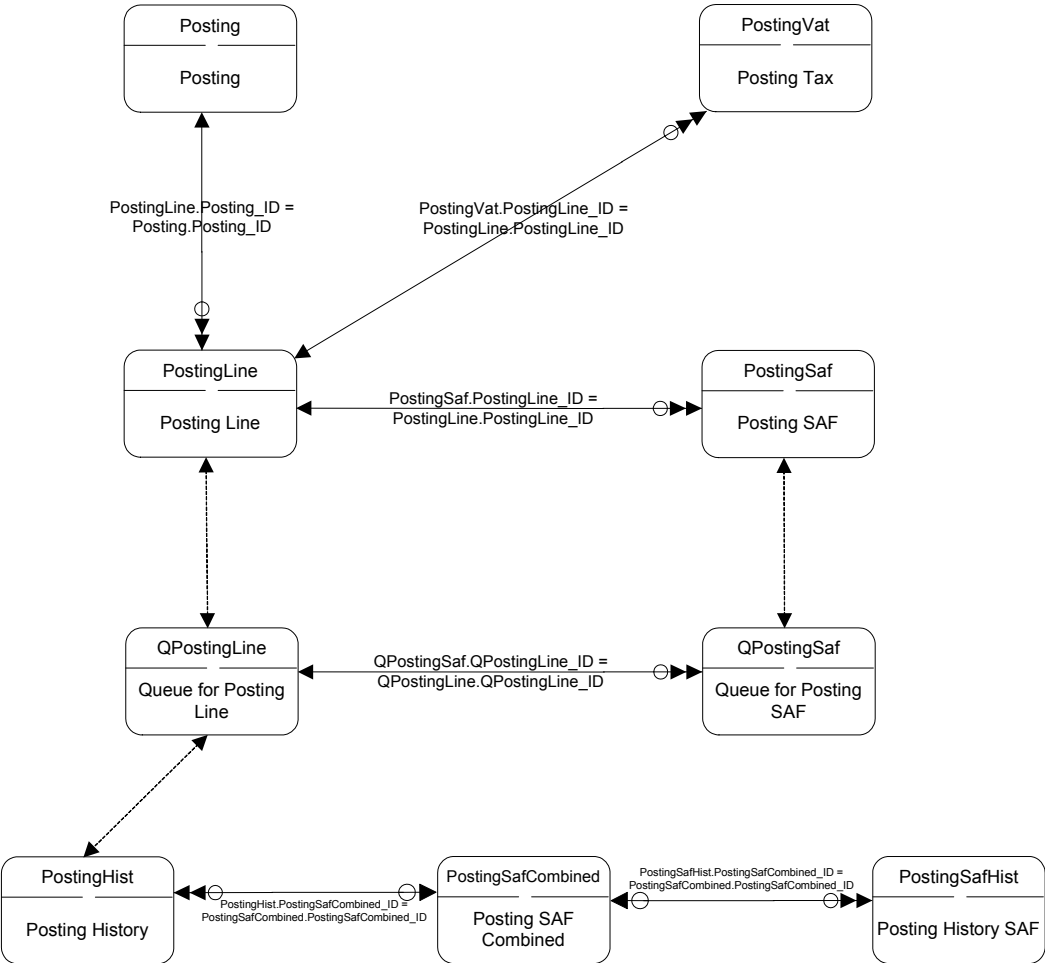 Posting
Posting
PostingVat
Posting Tax
PostingLine.Posting_ID =
Posting.Posting_ID
PostingVat.PostingLine_ID =
PostingLine.PostingLine_ID
PostingLine
Posting Line
PostingSaf.PostingLine_ID =
PostingLine.PostingLine_ID
PostingSaf
Posting SAF
QPostingLine
Queue for Posting
Line
QPostingSaf.QPostingLine_ID =
QPostingLine.QPostingLine_ID
QPostingSaf
Queue for Posting
SAF
PostingHist
Posting History
PostingHist.PostingSafCombined_ID =
PostingSafCombined.PostingSafCombined_ID
PostingSafCombined
Posting SAF
Combined
PostingSafHist.PostingSafCombined_ID =
PostingSafCombined.PostingSafCombined_ID
PostingSafHist
Posting History SAF